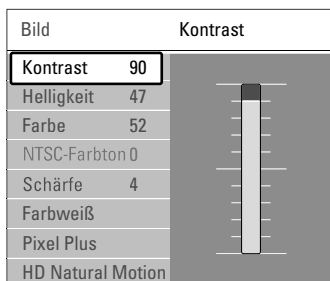 Bild Kontrast
Kontrast 90
Helligkeit 47
Farbe 52
NTSC-Farbton 0
Schärfe 4
Farbweiß
Pixel Plus
HD Natural Motion